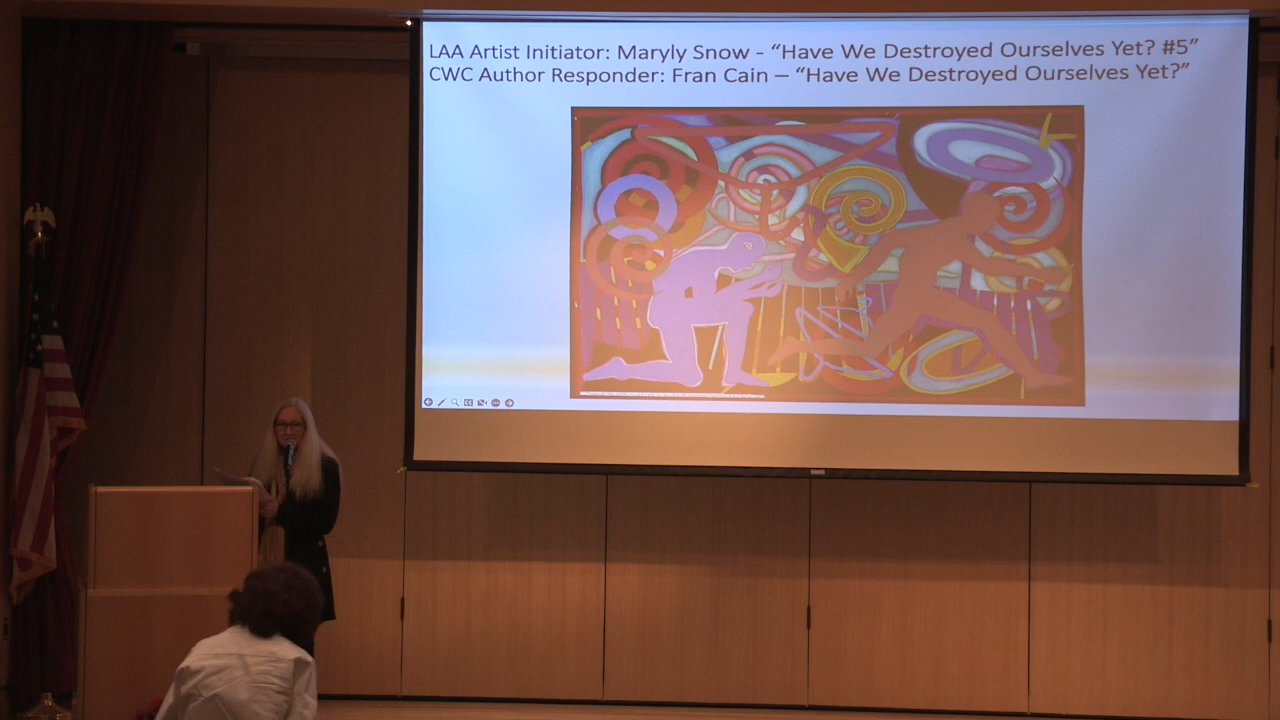 LAA Artist Initiator: Maryly Snow - “Have We Destroyed Ourselves Yet? #5”
CWC Author Responder: Fran Cain – “Have We Destroyed Ourselves Yet?”